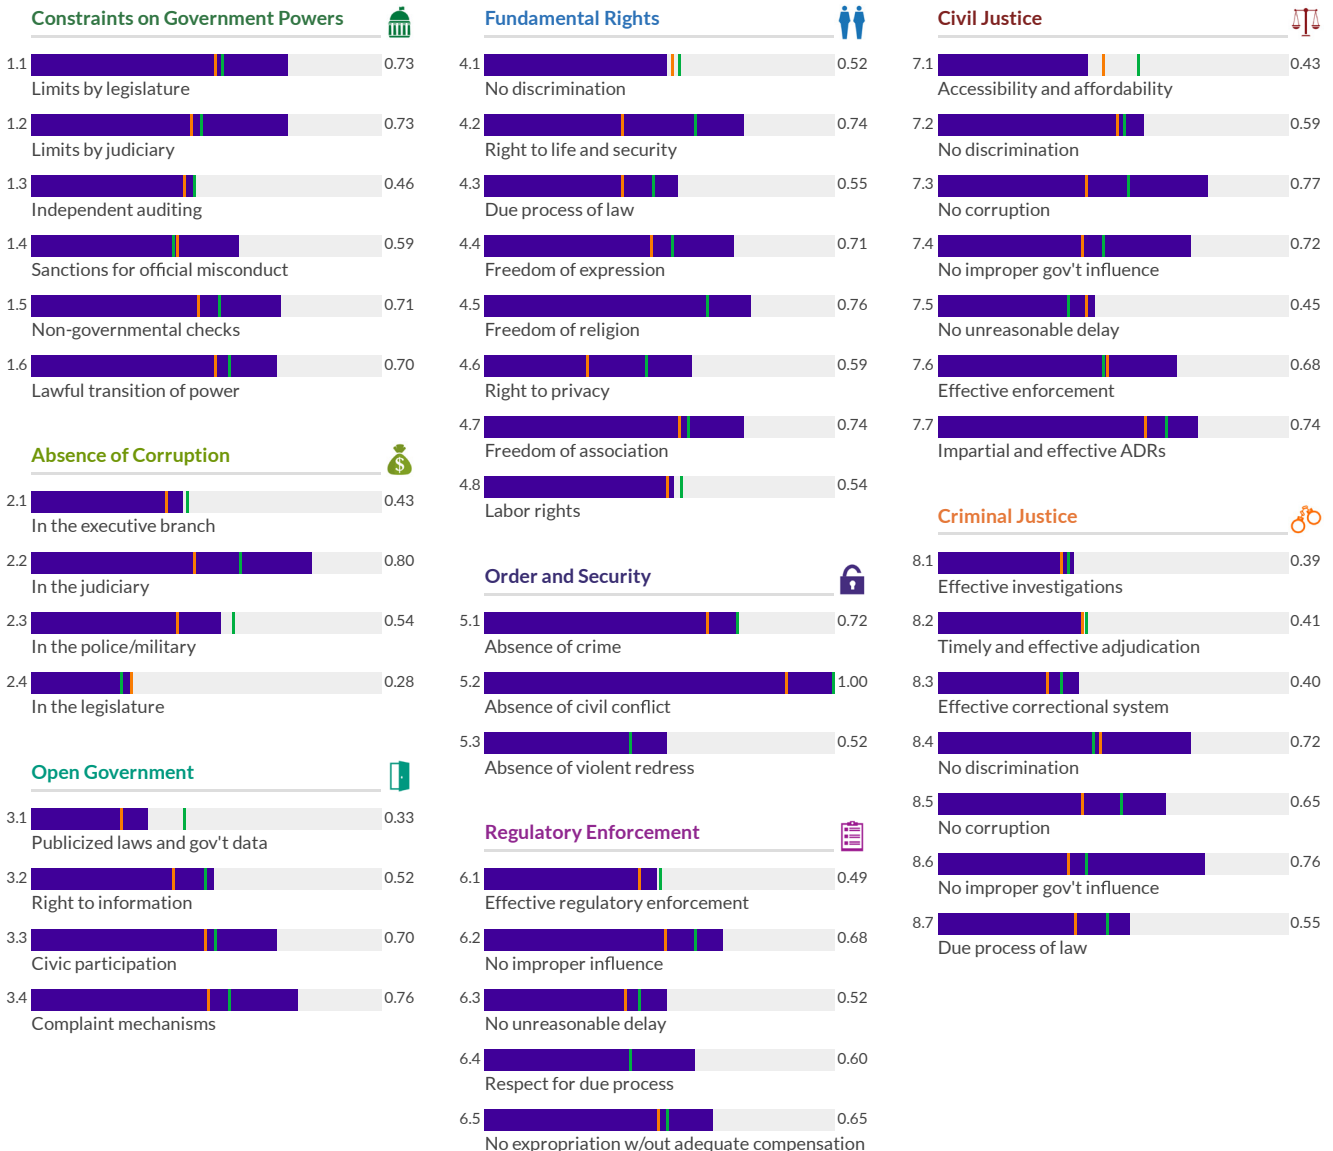 Constraints on Government Powers
1.1 0.73
Limits by legislature
1.2 0.73
Limits by judiciary
1.3 0.46
Independent auditing
1.4 0.59
Sanctions for official misconduct
1.5 0.71
Non-governmental checks
1.6 0.70
Lawful transition of power
Absence of Corruption
$
2.1 0.43
In the executive branch
2.2 0.80
In the judiciary
2.3 0.54
In the police/military
2.4 0.28
In the legislature
Open Government
3.1 0.33
Publicized laws and gov't data
3.2 0.52
Right to information
3.3 0.70
Civic participation
3.4 0.76
Complaint mechanisms
Fundamental Rights
4.1 0.52
No discrimination
4.2 0.74
Right to life and security
4.3 0.55
Due process of law
4.4 0.71
Freedom of expression
4.5 0.76
Freedom of religion
4.6 0.59
Right to privacy
4.7 0.74
Freedom of association
4.8 0.54
Labor rights
Order and Security
5.1 0.72
Absence of crime
5.2 1.00
Absence of civil conflict
5.3 0.52
Absence of violent redress
Regulatory Enforcement
6.1 0.49
Effective regulatory enforcement
6.2 0.68
No improper influence
6.3 0.52
No unreasonable delay
6.4 0.60
Respect for due process
6.5 0.65
No expropriation w/out adequate compensation
Civil Justice
7.1 0.43
Accessibility and affordability
7.2 0.59
No discrimination
7.3 0.77
No corruption
7.4 0.72
No improper gov't influence
7.5 0.45
No unreasonable delay
7.6 0.68
Effective enforcement
7.7 0.74
Impartial and effective ADRs
Criminal Justice
8.1 0.39
Effective investigations
8.2 0.41
Timely and effective adjudication
8.3 0.40
Effective correctional system
8.4 0.72
No discrimination
8.5 0.65
No corruption
8.6 0.76
No improper gov't influence
8.7 0.55
Due process of law